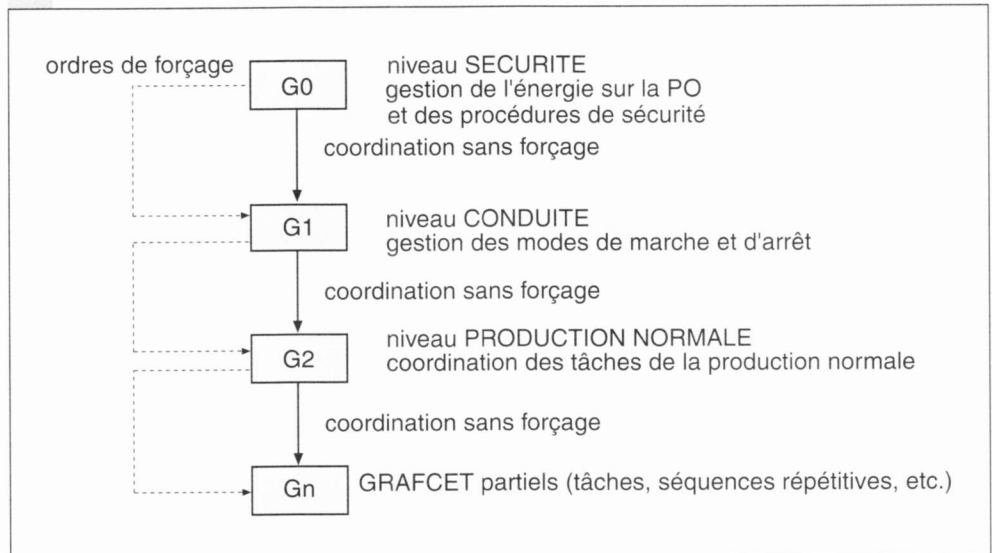 ordres de forçage
G0
niveau SECURITE
gestion de l'énergie sur la PO
et des procédures de sécurité
coordination sans forçage
G1
niveau CONDUITE
gestion des modes de marche et d'arrêt
coordination sans forçage
G2
niveau PRODUCTION NORMALE
coordination des tâches de la production normale
coordination sans forçage
Gn
GRAFCET partiels (tâches, séquences répétitives, etc.)